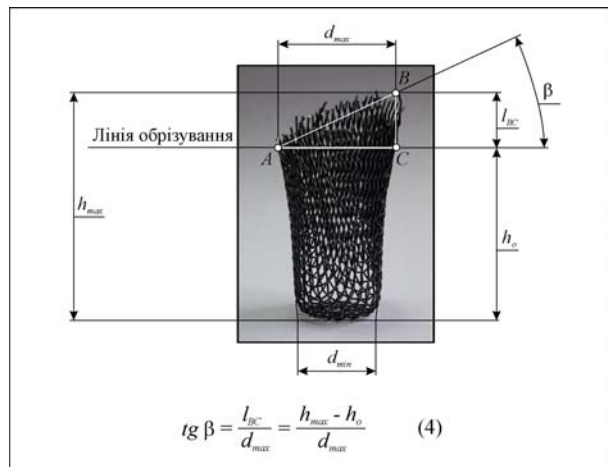 d_max
B
β
l_BC
Лінія обрізування
A
C
h_max
h_o
d_min
tg β = l_BC / d_max = (h_max - h_o) / d_max (4)